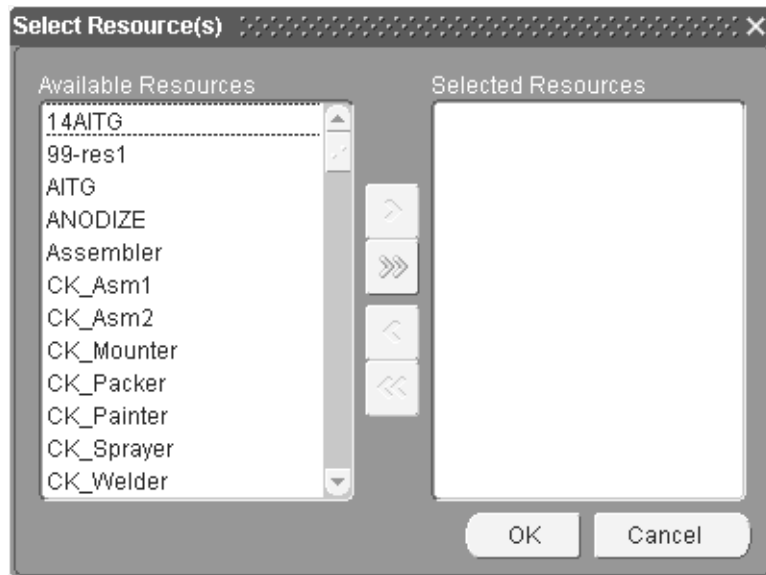 Select Resource(s)
Available Resources
Selected Resources
14AITG
99-res1
AITG
ANODIZE
Assembler
CK_Asm1
CK_Asm2
CK_Mounter
CK_Packer
CK_Painter
CK_Sprayer
CK_Welder
OK
Cancel